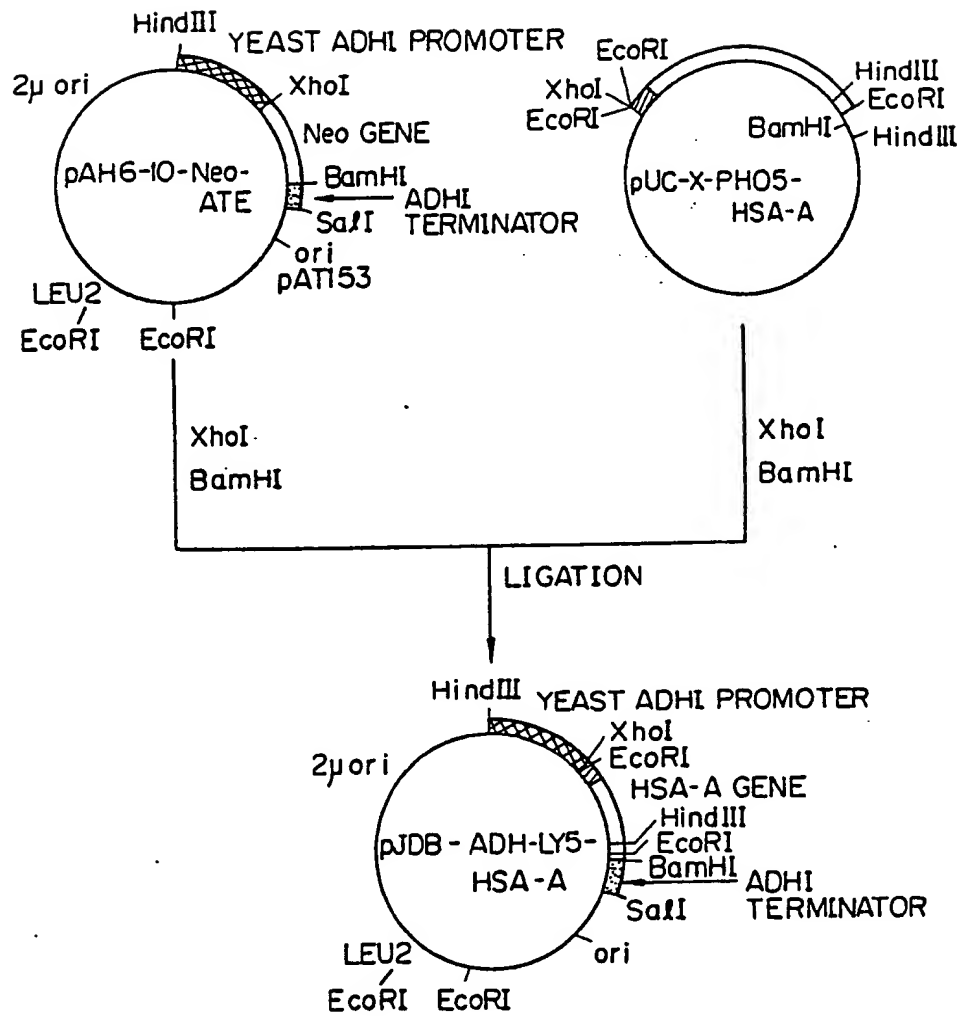 HindIII
YEAST ADHI PROMOTER
2μ ori
XhoI
Neo GENE
pAH6-10-Neo-
ATE
BamHI
ADHI
TERMINATOR
SalI
ori
pAT153
LEU2
EcoRI
EcoRI
EcoRI
XhoI
EcoRI
HindIII
EcoRI
BamHI
HindIII
pUC-X-PHO5-
HSA-A
XhoI
BamHI
XhoI
BamHI
LIGATION
HindIII
YEAST ADHI PROMOTER
XhoI
EcoRI
2μ ori
HSA-A GENE
HindIII
EcoRI
BamHI
pJDB-ADH-LY5-
HSA-A
ADHI
TERMINATOR
SalI
ori
LEU2
EcoRI
EcoRI